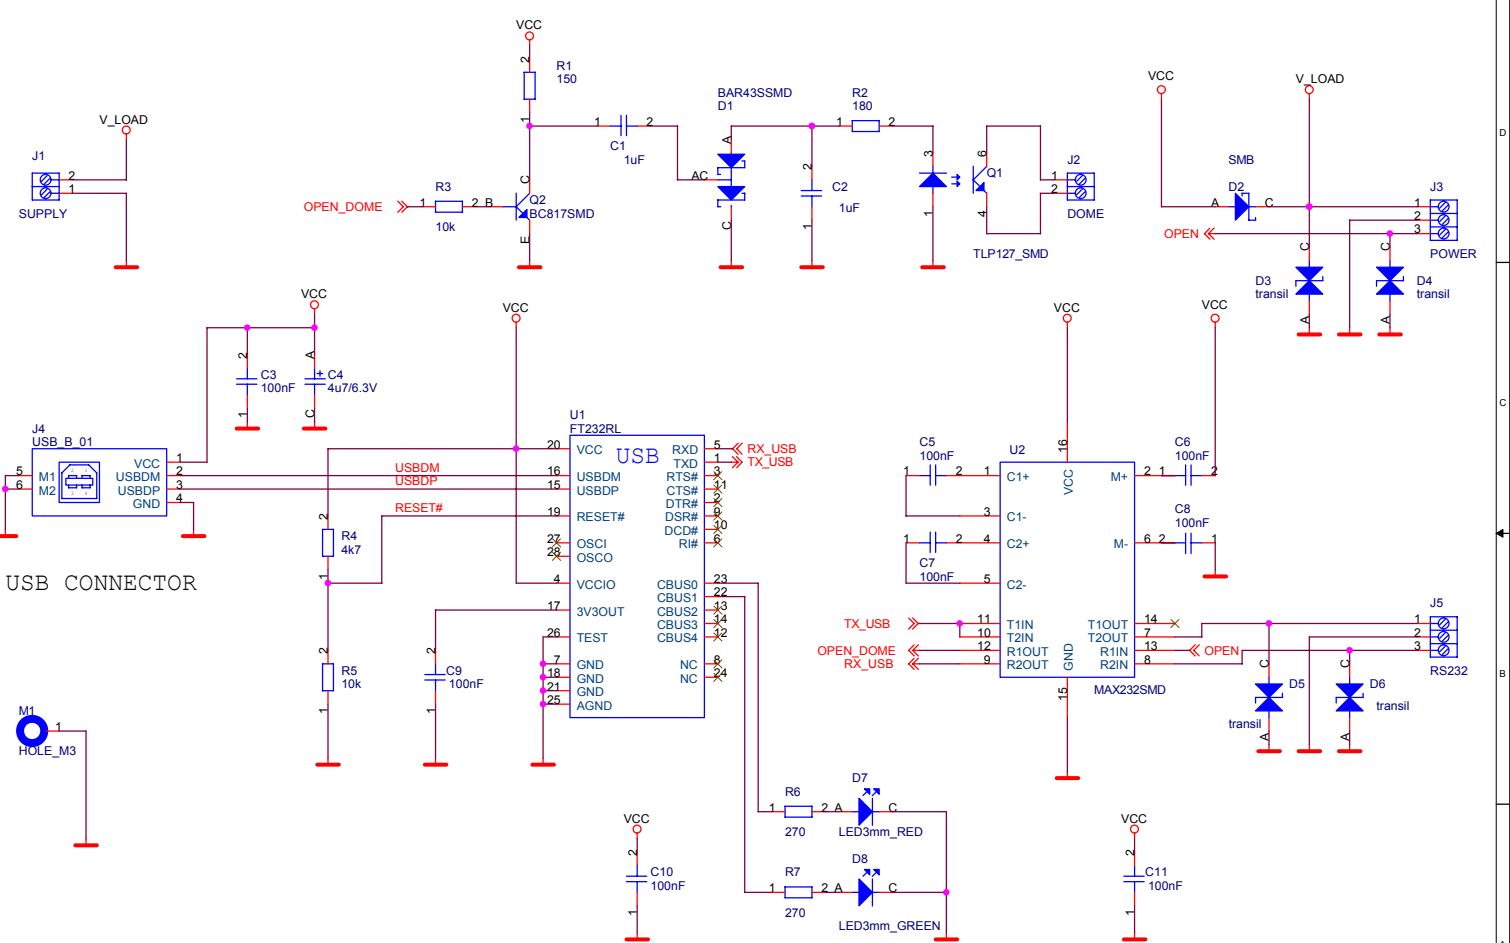 VCC
R1
150
2
1
V_LOAD
J1
2
1
SUPPLY
OPEN_DOME
R3
1
2
B
10k
C
Q2
BC817SMD
E
1
2
C1
1uF
BAR43SSMD
D1
A
AC
C
R2
180
1
2
2
C2
1uF
1
3
1
6
Q1
4
TLP127_SMD
J2
1
2
DOME
VCC
V_LOAD
SMB
D2
A
C
OPEN
J3
1
2
3
POWER
C
D3
transil
A
C
D4
transil
A
D
C
B
A
VCC
2
C3
100nF
1
A
+
C4
4u7/6.3V
C
J4
USB_B_01
5
M1
6
M2
VCC
1
USBDM
2
USBDP
3
GND
4
USB CONNECTOR
USBDM
USBDP
RESET#
VCC
2
R4
4k7
1
2
R5
10k
1
M1
1
HOLE_M3
2
C9
100nF
1
U1
FT232RL
USB
20
VCC
16
USBDM
15
USBDP
19
RESET#
27
OSCI
28
OSCO
4
VCCIO
17
3V3OUT
26
TEST
7
GND
18
GND
21
GND
25
AGND
RXD
5
RX_USB
TXD
1
TX_USB
RTS#
3
CTS#
11
DTR#
2
DSR#
9
DCD#
10
RI#
6
CBUS0
23
CBUS1
22
CBUS2
13
CBUS3
14
CBUS4
12
NC
8
NC
24
VCC
VCC
C5
100nF
1
2
1
3
C7
100nF
1
2
4
5
U2
16
VCC
C1+
C1-
C2+
C2-
M+
M-
T1IN
T2IN
R1OUT
R2OUT
T1OUT
T2OUT
R1IN
R2IN
GND
15
MAX232SMD
C6
100nF
2
1
2
C8
100nF
6
2
1
TX_USB
11
10
OPEN_DOME
12
RX_USB
9
14
7
13
OPEN
8
J5
1
2
3
RS232
C
D5
transil
A
C
D6
transil
A
R6
1
2
270
D7
A
C
LED3mm_RED
R7
1
2
270
D8
A
C
LED3mm_GREEN
VCC
2
C10
100nF
1
VCC
2
C11
100nF
1